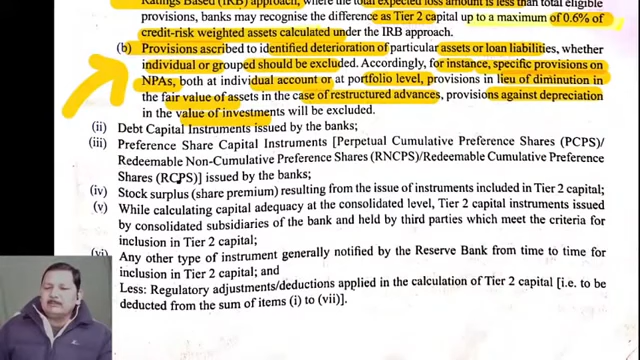 Ratings Based (IRB) approach, where the total expected loss amount is less than total eligible
provisions, banks may recognise the difference as Tier 2 capital up to a maximum of 0.6% of
credit-risk weighted assets calculated under the IRB approach.
(b) Provisions ascribed to identified deterioration of particular assets or loan liabilities, whether
individual or grouped should be excluded. Accordingly, for instance, specific provisions on
NPAs, both at individual account or at portfolio level, provisions in lieu of diminution in
the fair value of assets in the case of restructured advances, provisions against depreciation
in the value of investments will be excluded.
(ii) Debt Capital Instruments issued by the banks;
(iii) Preference Share Capital Instruments [Perpetual Cumulative Preference Shares (PCPS)/
Redeemable Non-Cumulative Preference Shares (RNCPS)/Redeemable Cumulative Preference
Shares (RCPS)] issued by the banks;
(iv) Stock surplus (share premium) resulting from the issue of instruments included in Tier 2 capital;
(v) While calculating capital adequacy at the consolidated level, Tier 2 capital instruments issued
by consolidated subsidiaries of the bank and held by third parties which meet the criteria for
inclusion in Tier 2 capital;
(vi) Any other type of instrument generally notified by the Reserve Bank from time to time for
inclusion in Tier 2 capital; and
Less: Regulatory adjustments/deductions applied in the calculation of Tier 2 capital [i.e. to be
deducted from the sum of items (i) to (vii)].